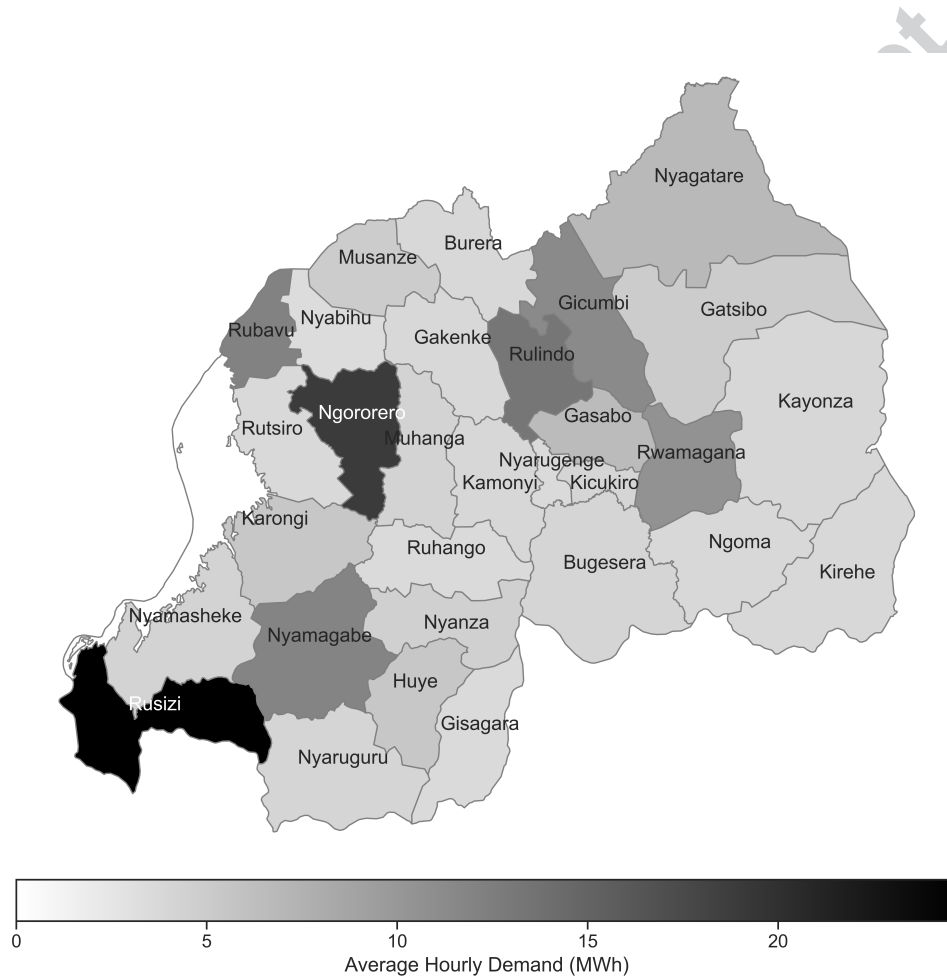 Nyagatare
Burera
Musanze
Gicumbi
Gatsibo
Nyabihu
Rubavu
Gakenke
Rulindo
Kayonza
Ngororero
Gasabo
Rutsiro
Muhanga
Rwamagana
Nyarugenge
Kamonyi
Kicukiro
Karongi
Ngoma
Ruhango
Bugesera
Kirehe
Nyamasheke
Nyanza
Nyamagabe
Huye
Rusizi
Gisagara
Nyaruguru
0 5 10 15 20
Average Hourly Demand (MWh)